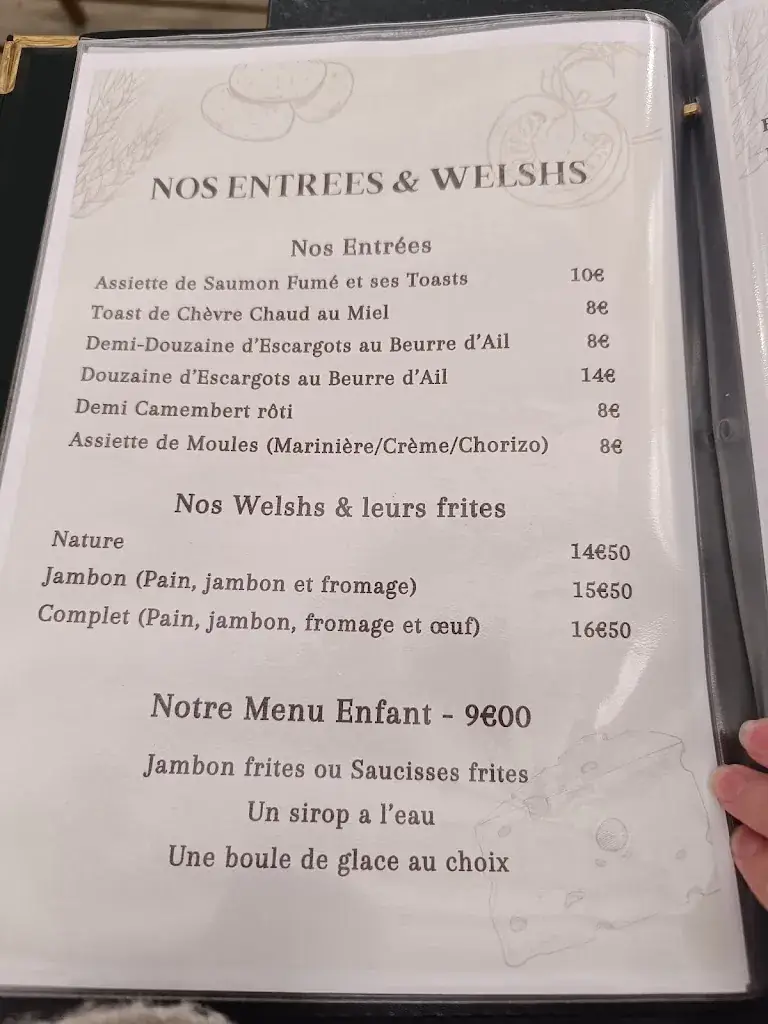 NOS ENTREES & WELSHS
Nos Entrées
Assiette de Saumon Fumé et ses Toasts 10€
Toast de Chèvre Chaud au Miel 8€
Demi-Douzaine d'Escargots au Beurre d'Ail 8€
Douzaine d'Escargots au Beurre d'Ail 14€
Demi Camembert rôti 8€
Assiette de Moules (Marinière/Crème/Chorizo) 8€
Nos Welshs & leurs frites
Nature 14€50
Jambon (Pain, jambon et fromage) 15€50
Complet (Pain, jambon, fromage et œuf) 16€50
Notre Menu Enfant - 9€00
Jambon frites ou Saucisses frites
Un sirop a l'eau
Une boule de glace au choix